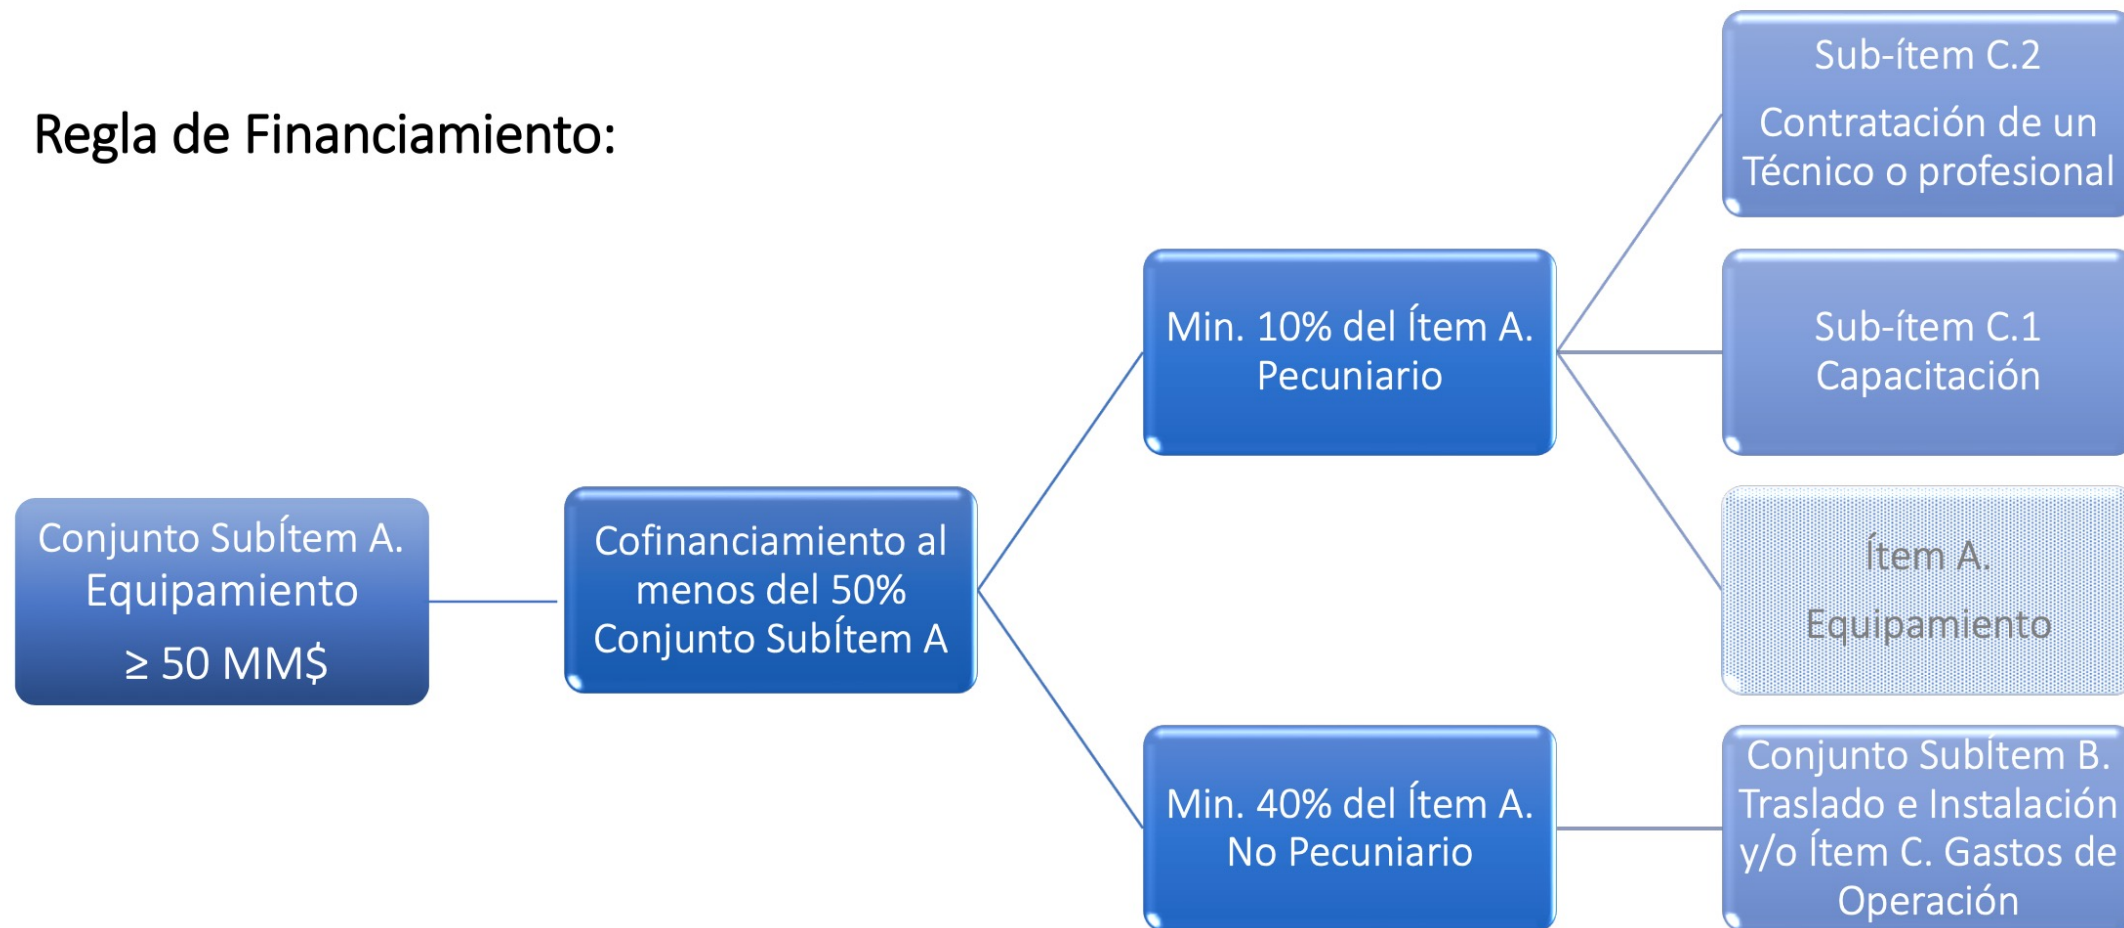 Regla de Financiamiento:
Conjunto SubÍtem A.
Equipamiento
≥ 50 MM$
Cofinanciamiento al
menos del 50%
Conjunto SubÍtem A
Min. 10% del Ítem A.
Pecuniario
Min. 40% del Ítem A.
No Pecuniario
Sub-ítem C.2
Contratación de un
Técnico o profesional
Sub-ítem C.1
Capacitación
Ítem A.
Equipamiento
Conjunto SubÍtem B.
Traslado e Instalación
y/o Ítem C. Gastos de
Operación